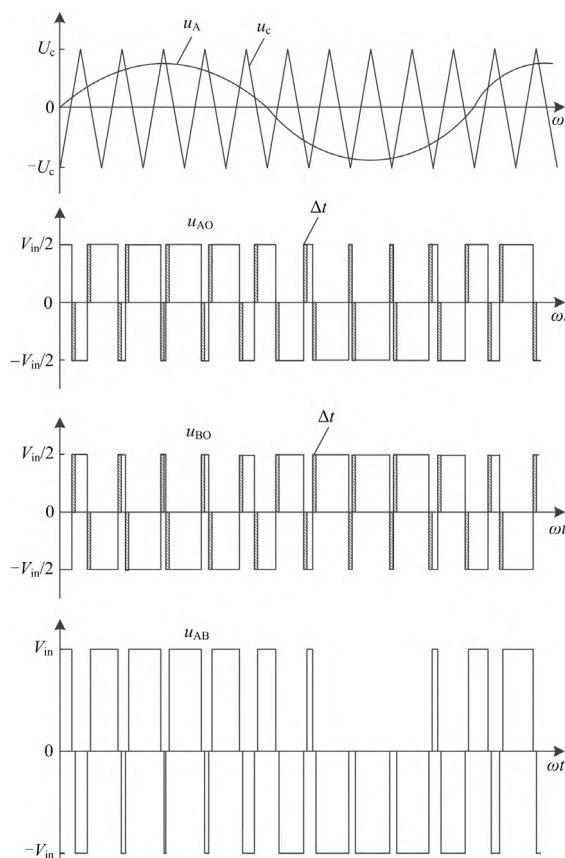 U_c
u_A
u_c
0
ω
−U_c
u_AO
Δt
V_in/2
0
ωt
−V_in/2
u_BO
Δt
V_in/2
0
ωt
−V_in/2
u_AB
V_in
0
ωt
−V_in